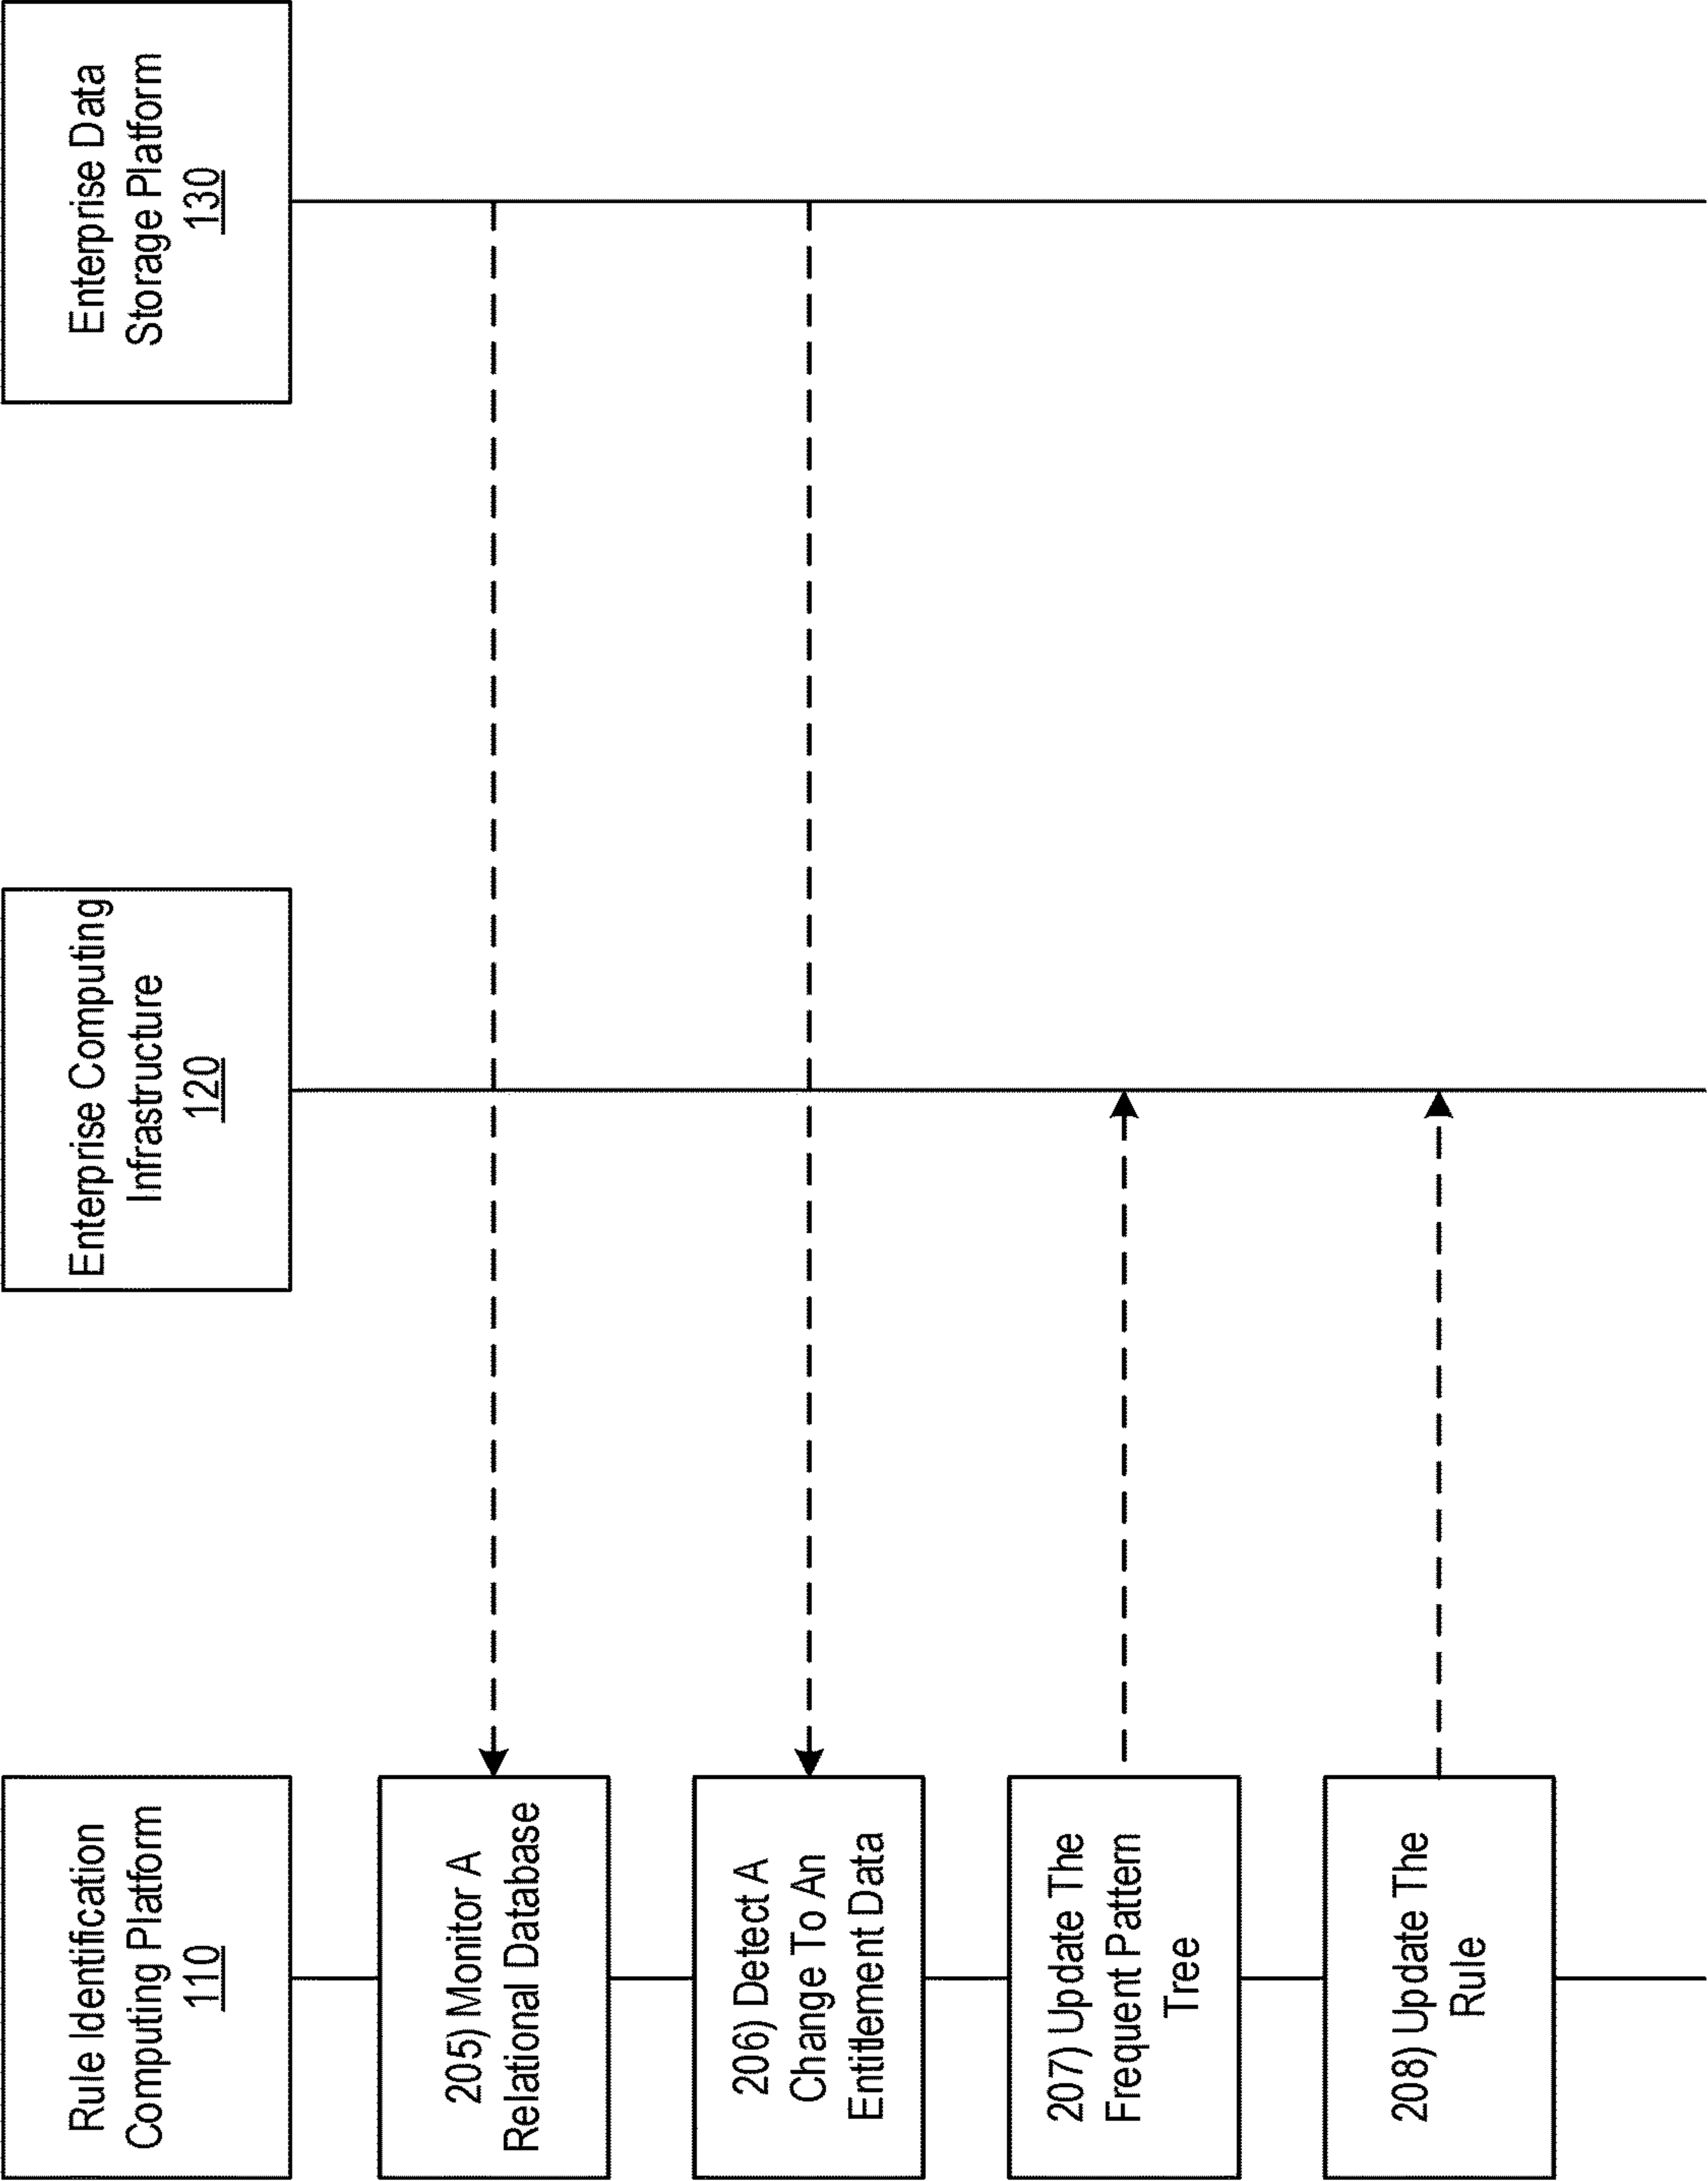 Rule Identification
Computing Platform
110
Enterprise Computing
Infrastructure
120
Enterprise Data
Storage Platform
130
205) Monitor A
Relational Database
206) Detect A
Change To An
Entitlement Data
207) Update The
Frequent Pattern
Tree
208) Update The
Rule